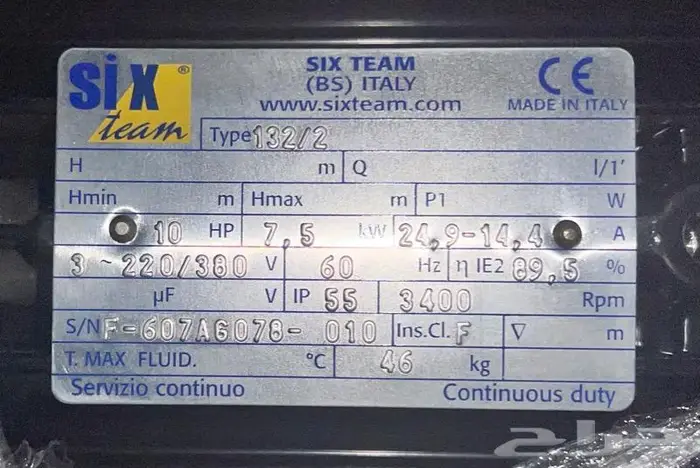 SIX team ®
SIX TEAM
(BS) ITALY
www.sixteam.com
CE
MADE IN ITALY
Type 132/2
H m Q l/1'
Hmin m Hmax m P1 W
10 HP 7,5 kW 24,9-14,4 A
3 ~ 220/380 V 60 Hz η IE2 89,5 %
µF V IP 55 3400 Rpm
S/N F-607A6078- 010 Ins.Cl. F ∇ m
T. MAX FLUID. °C 46 kg
Servizio continuo Continuous duty